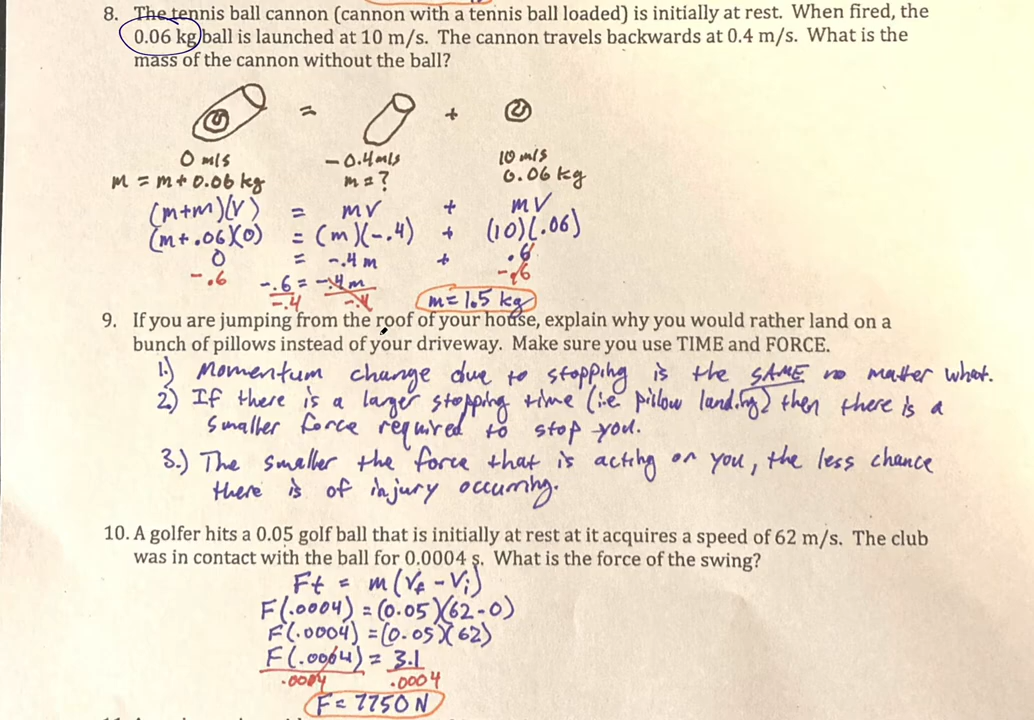 8. The tennis ball cannon (cannon with a tennis ball loaded) is initially at rest. When fired, the
0.06 kg ball is launched at 10 m/s. The cannon travels backwards at 0.4 m/s. What is the
mass of the cannon without the ball?
= +
0 m/s -0.4 m/s 10 m/s
m = m + 0.06 kg m = ? 0.06 kg
(m+m)(V) = mV + mV
(m+.06)(0) = (m)(-.4) + (10)(.06)
0 = -.4m + .6
-.6 -.6
-.6 = -.4m
-.4 -.4
m = 1.5 kg
9. If you are jumping from the roof of your house, explain why you would rather land on a
bunch of pillows instead of your driveway. Make sure you use TIME and FORCE.
1.) Momentum change due to stopping is the SAME no matter what.
2) If there is a larger stopping time (i.e pillow landing) then there is a
smaller force required to stop you.
3.) The smaller the force that is acting on you, the less chance
there is of injury occurring.
10. A golfer hits a 0.05 golf ball that is initially at rest at it acquires a speed of 62 m/s. The club
was in contact with the ball for 0.0004 s. What is the force of the swing?
Ft = m(Vf - Vi)
F(.0004) = (0.05)(62-0)
F(.0004) = (0.05)(62)
F(.0004) = 3.1
.0004 .0004
F = 7750 N